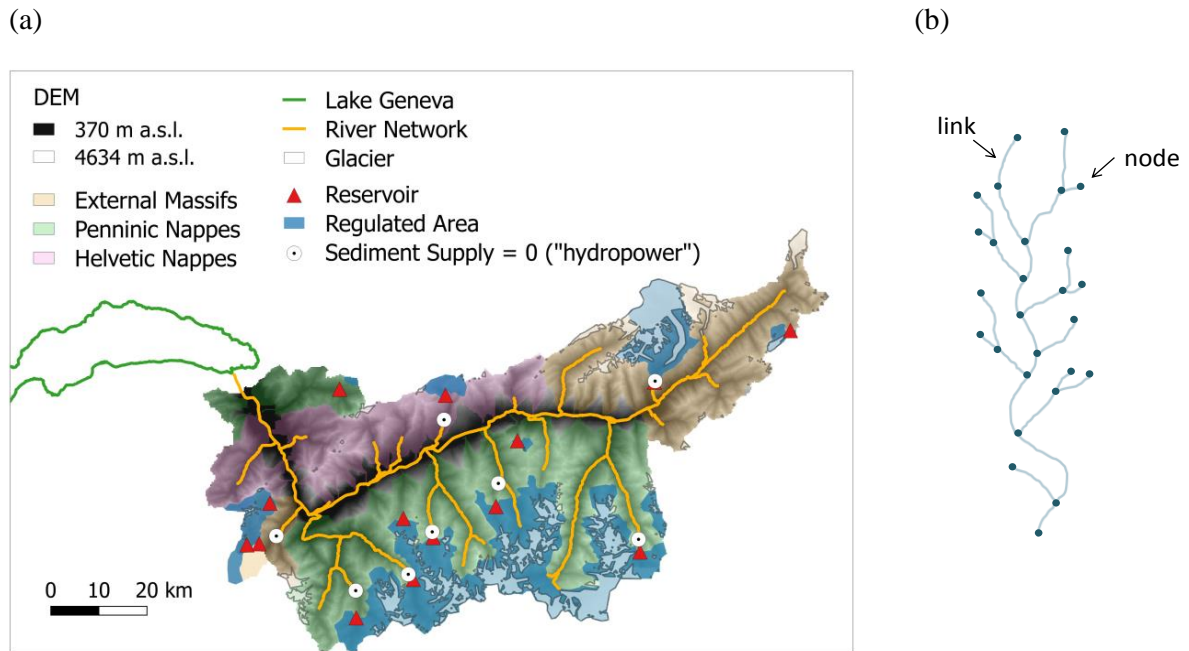 (a)
(b)
DEM
370 m a.s.l.
4634 m a.s.l.
External Massifs
Penninic Nappes
Helvetic Nappes
Lake Geneva
River Network
Glacier
Reservoir
Regulated Area
Sediment Supply = 0 ("hydropower")
0 10 20 km
link
node